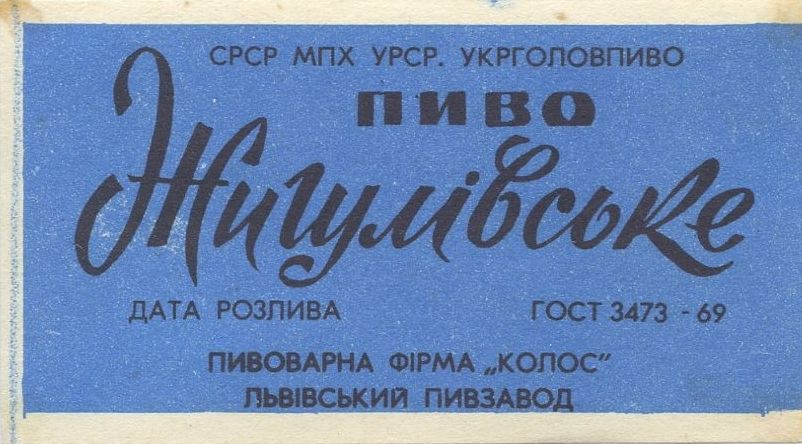 СРСР МПХ УРСР. УКРГОЛОВПИВО
ПИВО
Жигулівське
ДАТА РОЗЛИВА ГОСТ 3473 - 69
ПИВОВАРНА ФІРМА „КОЛОС"
ЛЬВІВСЬКИЙ ПИВЗАВОД